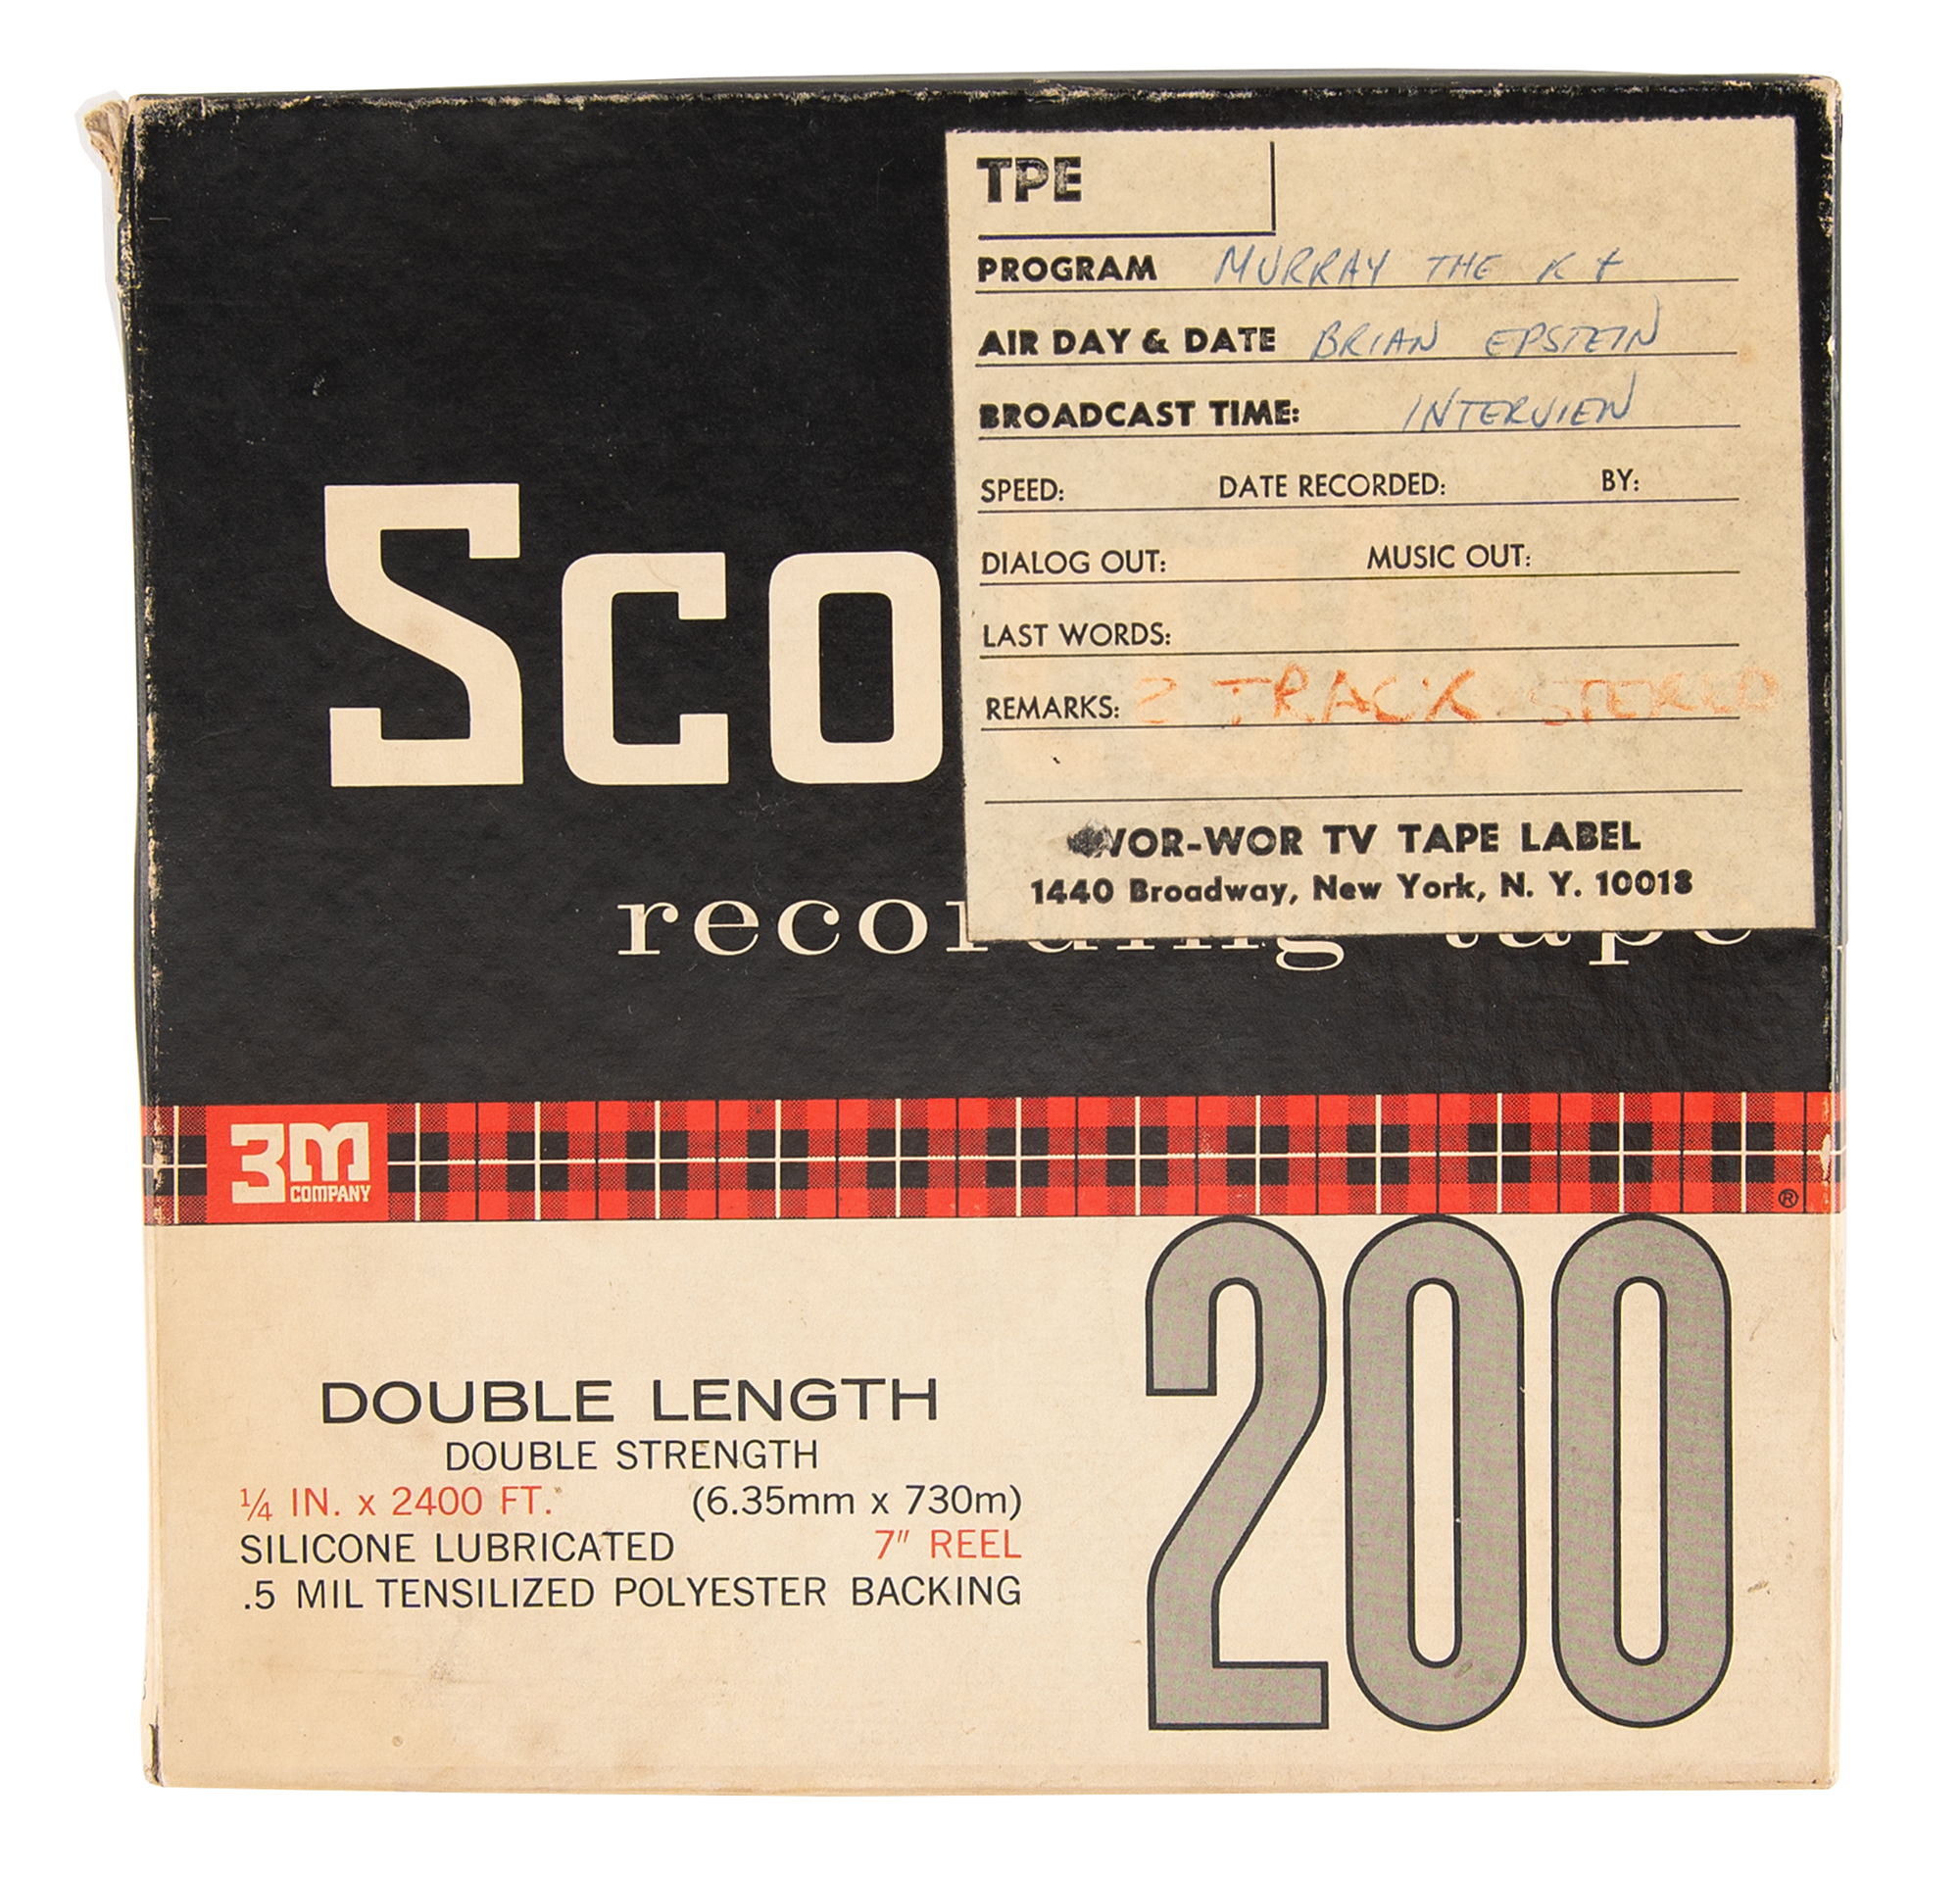 TPE
PROGRAM MURRAY THE K +
AIR DAY & DATE BRIAN EPSTEIN
BROADCAST TIME: INTERVIEW
SPEED: DATE RECORDED: BY:
DIALOG OUT: MUSIC OUT:
LAST WORDS:
REMARKS: 2 TRACK STEREO
WOR-WOR TV TAPE LABEL
1440 Broadway, New York, N. Y. 10018
Sco
recording tape
3M
COMPANY
®
200
DOUBLE LENGTH
DOUBLE STRENGTH
¼ IN. x 2400 FT. (6.35mm x 730m)
SILICONE LUBRICATED 7" REEL
.5 MIL TENSILIZED POLYESTER BACKING